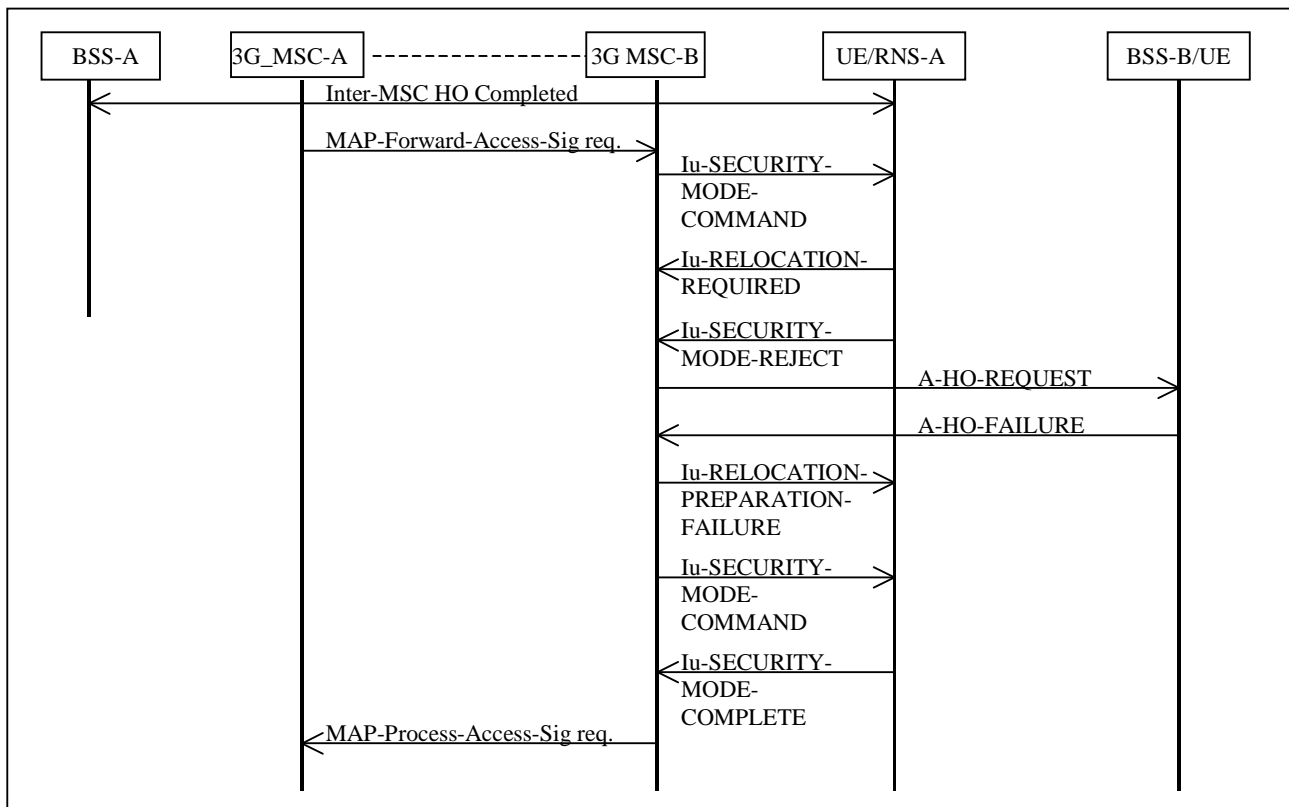 BSS-A
3G_MSC-A
3G MSC-B
UE/RNS-A
BSS-B/UE
Inter-MSC HO Completed
MAP-Forward-Access-Sig req.
Iu-SECURITY-
MODE-
COMMAND
Iu-RELOCATION-
REQUIRED
Iu-SECURITY-
MODE-REJECT
A-HO-REQUEST
A-HO-FAILURE
Iu-RELOCATION-
PREPARATION-
FAILURE
Iu-SECURITY-
MODE-
COMMAND
Iu-SECURITY-
MODE-
COMPLETE
MAP-Process-Access-Sig req.